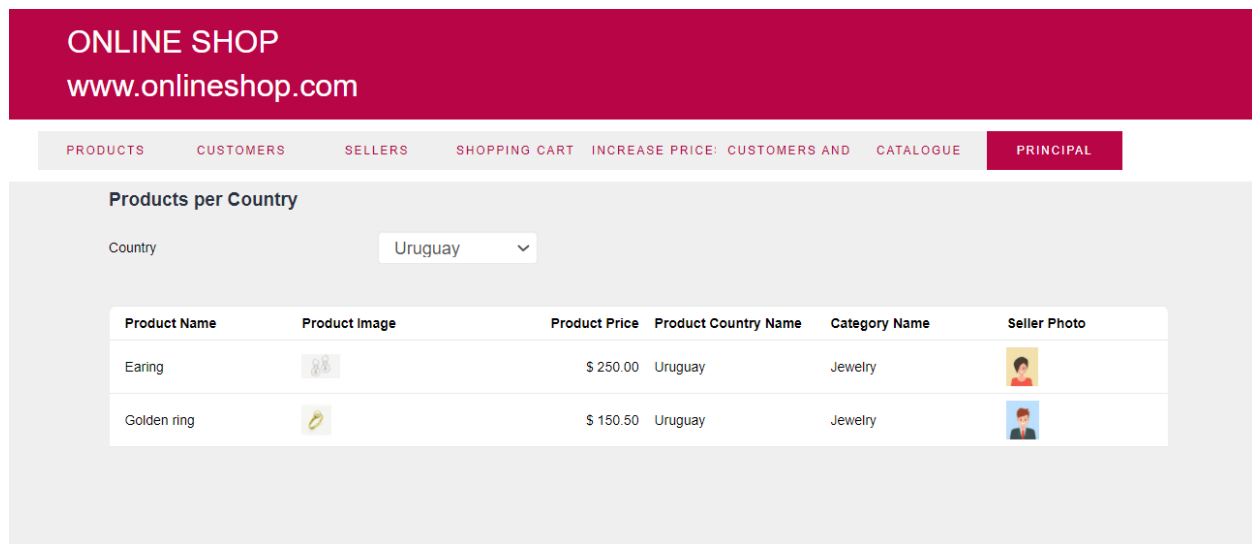 ONLINE SHOP
www.onlineshop.com
PRODUCTS CUSTOMERS SELLERS SHOPPING CART INCREASE PRICE CUSTOMERS AND CATALOGUE PRINCIPAL
Products per Country
Country Uruguay
Product Name Product Image Product Price Product Country Name Category Name Seller Photo
Earing $ 250.00 Uruguay Jewelry
Golden ring $ 150.50 Uruguay Jewelry